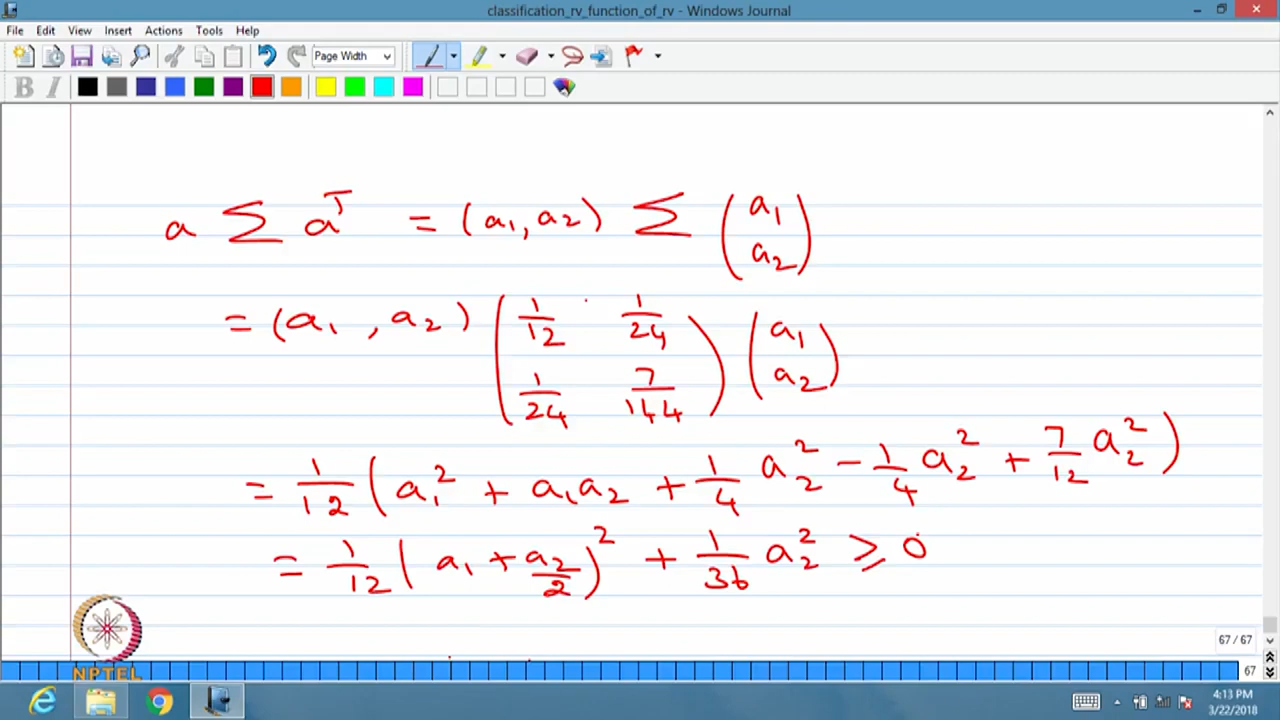 classification_rv_function_of_rv - Windows Journal
File Edit View Insert Actions Tools Help
Page Width
B I
a Σ a^T = (a₁, a₂) Σ (a₁ a₂)
= (a₁, a₂) (1/12 1/24 1/24 7/144) (a₁ a₂)
= 1/12 (a₁² + a₁a₂ + 1/4 a₂² - 1/4 a₂² + 7/12 a₂²)
= 1/12 (a₁ + a₂/2)² + 1/36 a₂² ≥ 0
NPTEL
67 / 67
67
4:13 PM
3/22/2018